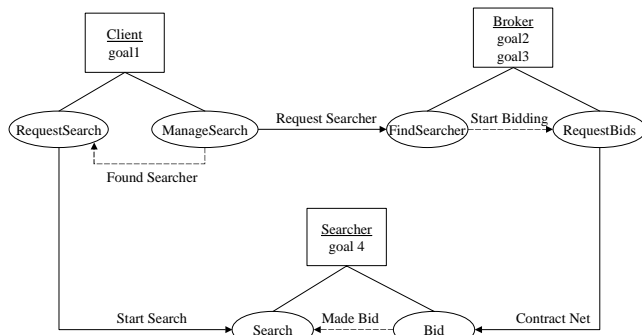 Client
goal1
Broker
goal2
goal3
RequestSearch
ManageSearch
Request Searcher
FindSearcher
Start Bidding
RequestBids
Found Searcher
Searcher
goal 4
Start Search
Search
Made Bid
Bid
Contract Net